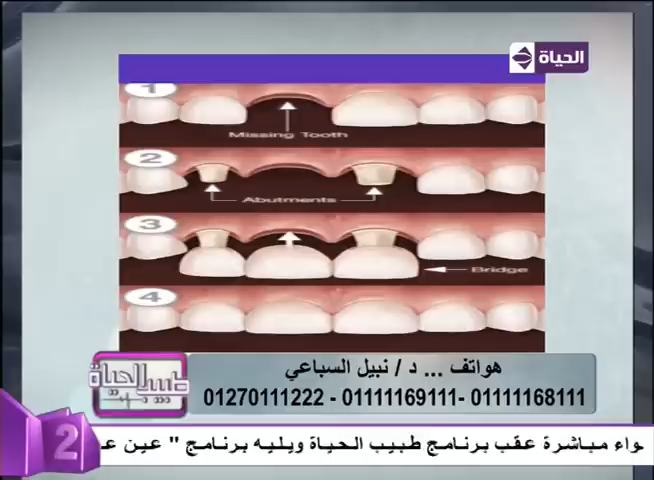 الحياة
1
Missing Tooth
2
Abutments
3
Bridge
4
طبيب الحياة
هواتف ... د / نبيل السباعي
01270111222 - 01111169111- 01111168111
2
واء مباشرة عقب برنامج طبيب الحياة ويليه برنامج " عين عـ